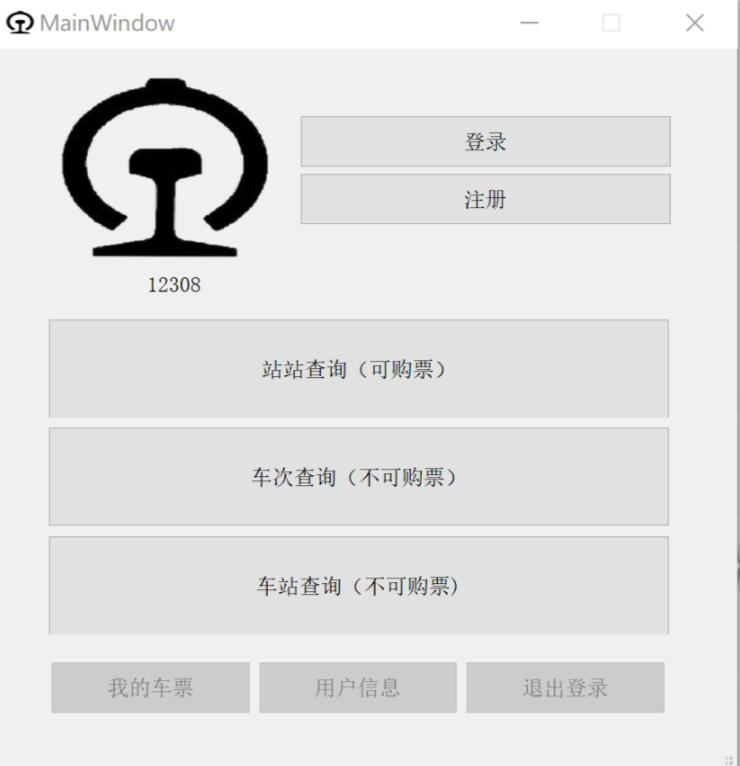 MainWindow
登录
注册
12308
站站查询（可购票）
车次查询（不可购票）
车站查询（不可购票)
我的车票 用户信息 退出登录